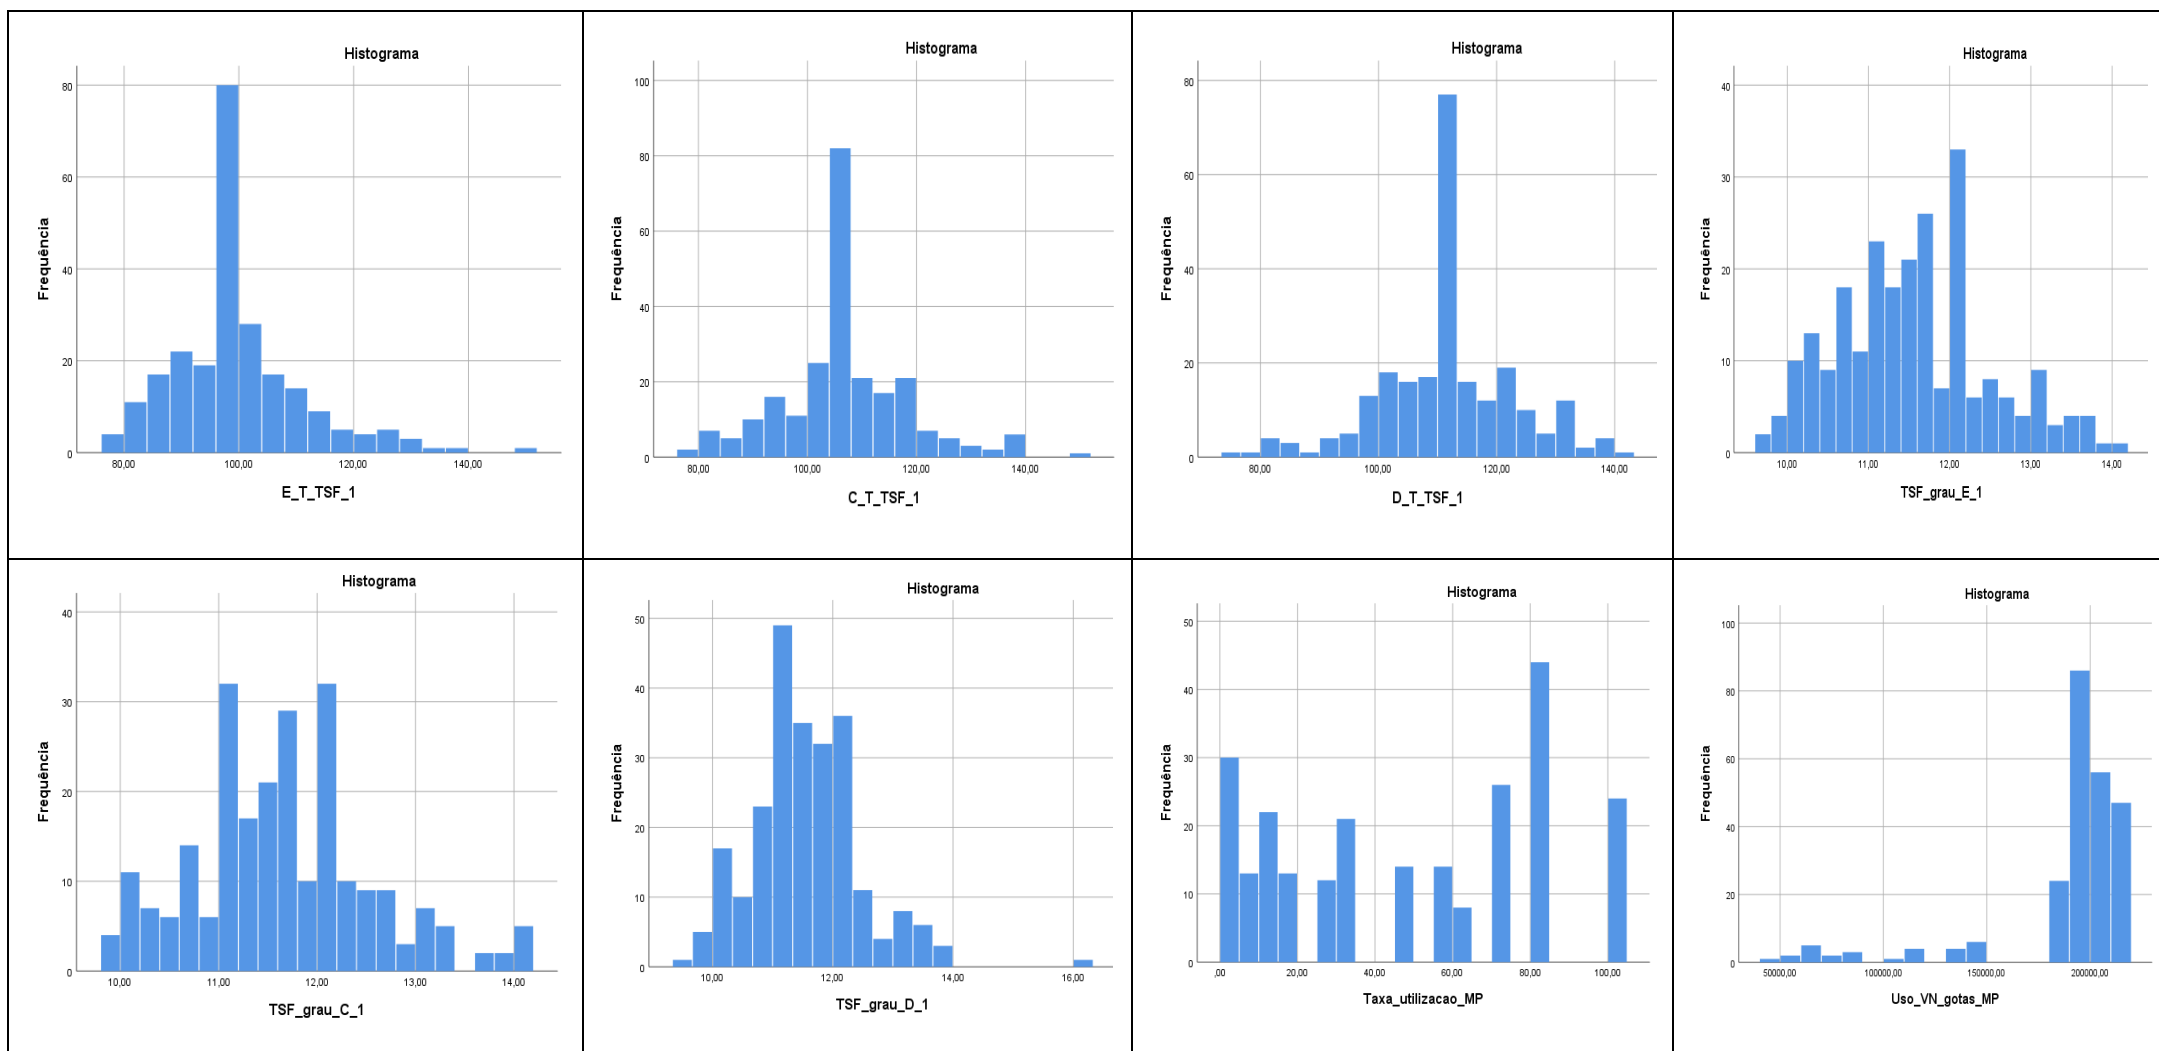 Histograma
Frequência
80
60
40
20
0
80,00 100,00 120,00 140,00
E_T_TSF_1
Histograma
Frequência
100
80
60
40
20
0
80,00 100,00 120,00 140,00
C_T_TSF_1
Histograma
Frequência
80
60
40
20
0
80,00 100,00 120,00 140,00
D_T_TSF_1
Histograma
Frequência
40
30
20
10
0
10,00 11,00 12,00 13,00 14,00
TSF_grau_E_1
Histograma
Frequência
40
30
20
10
0
10,00 11,00 12,00 13,00 14,00
TSF_grau_C_1
Histograma
Frequência
50
40
30
20
10
0
10,00 12,00 14,00 16,00
TSF_grau_D_1
Histograma
Frequência
50
40
30
20
10
0
,00 20,00 40,00 60,00 80,00 100,00
Taxa_utilizacao_MP
Histograma
Frequência
100
80
60
40
20
0
50000,00 100000,00 150000,00 200000,00
Uso_VN_gotas_MP